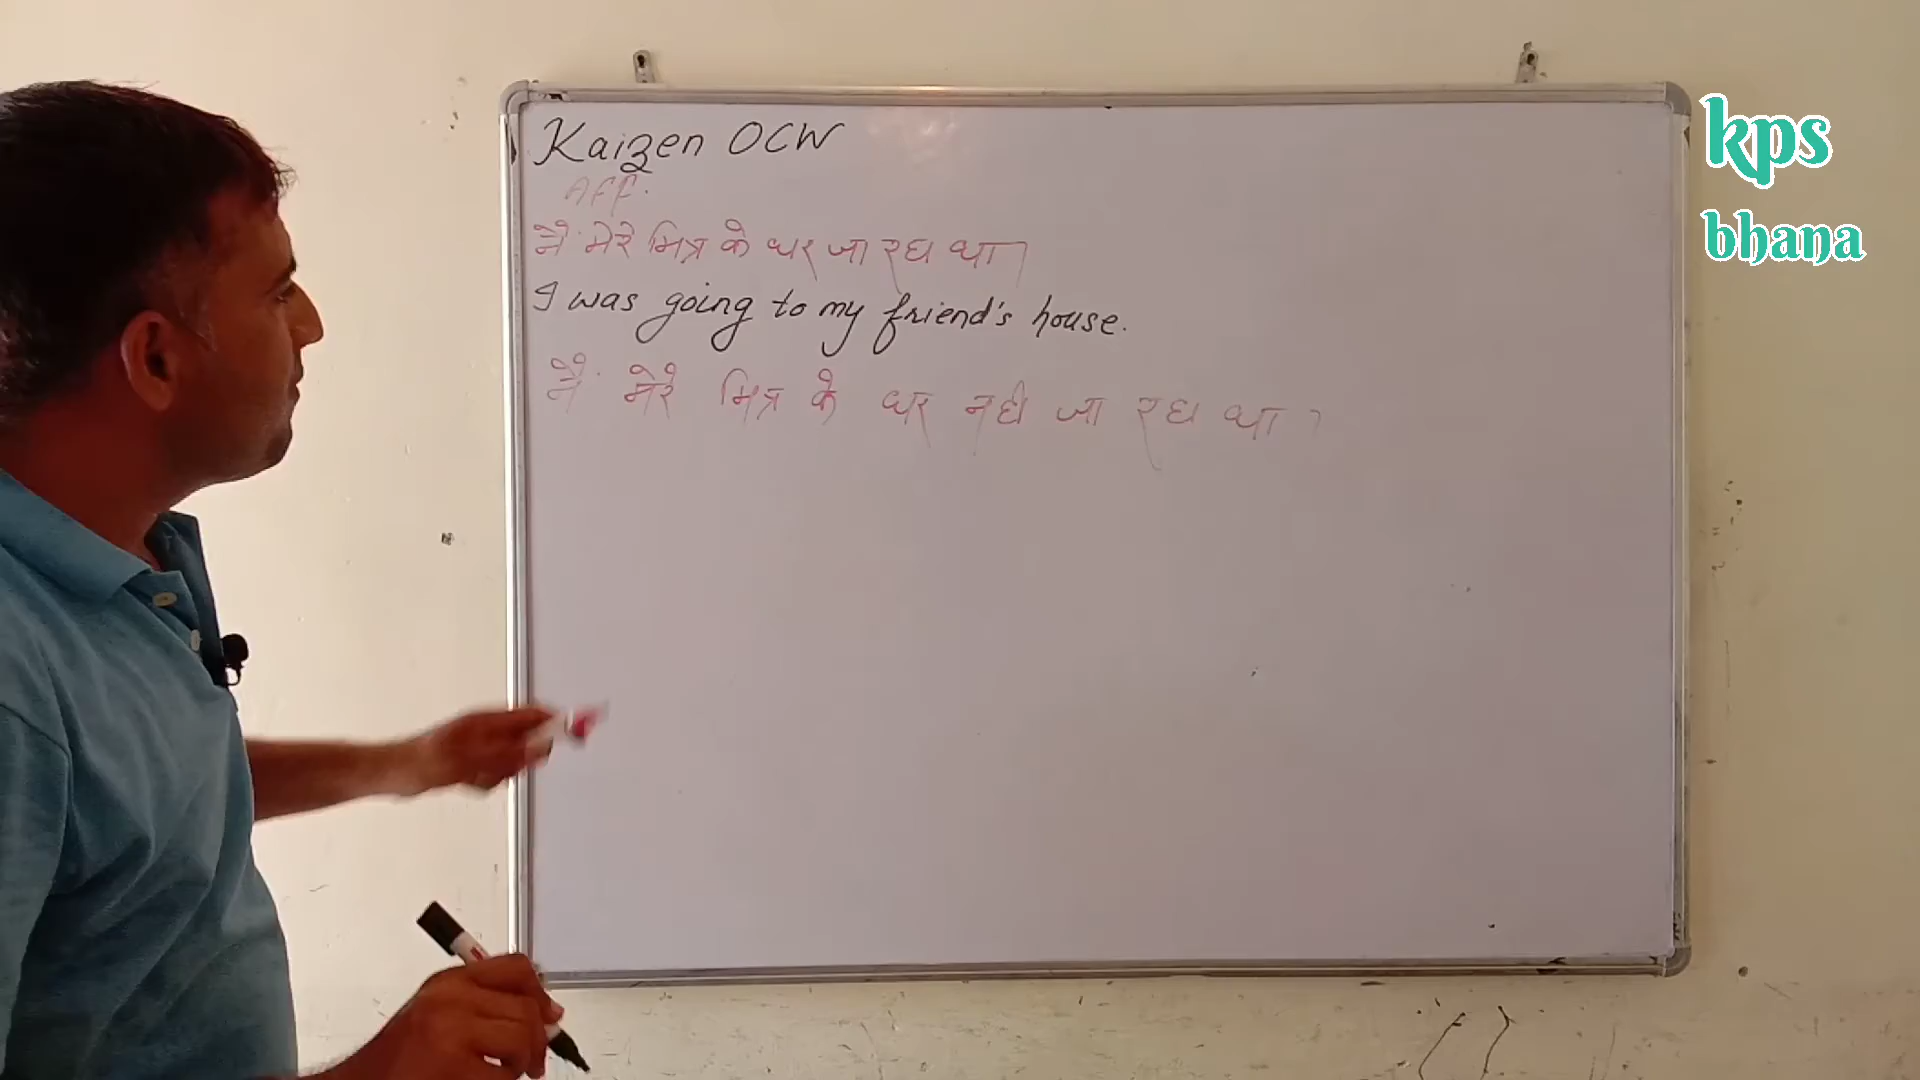 Kaizen OCW
Aff.
मैं मेरे मित्र के घर जा रहा था।
I was going to my friend's house.
मैं मेरे मित्र के घर नही जा रहा था।
kps
bhana